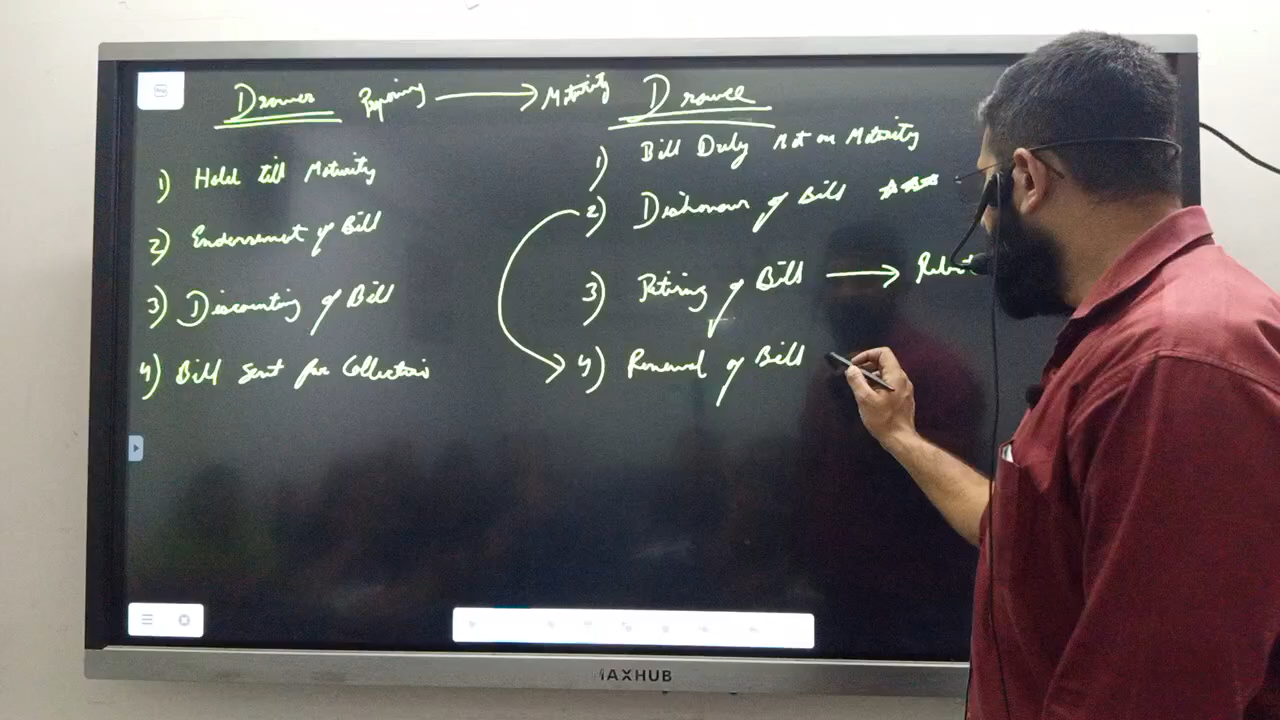 Drawer Beginning → Maturity
1) Hold till Maturity
2) Endorsement of Bill
3) Discounting of Bill
4) Bill Sent for Collection
Drawee
1) Bill Duly Met on Maturity
2) Dishonour of Bill ☆☆☆
3) Retiring of Bill →
4) Renewal of Bill
MAXHUB